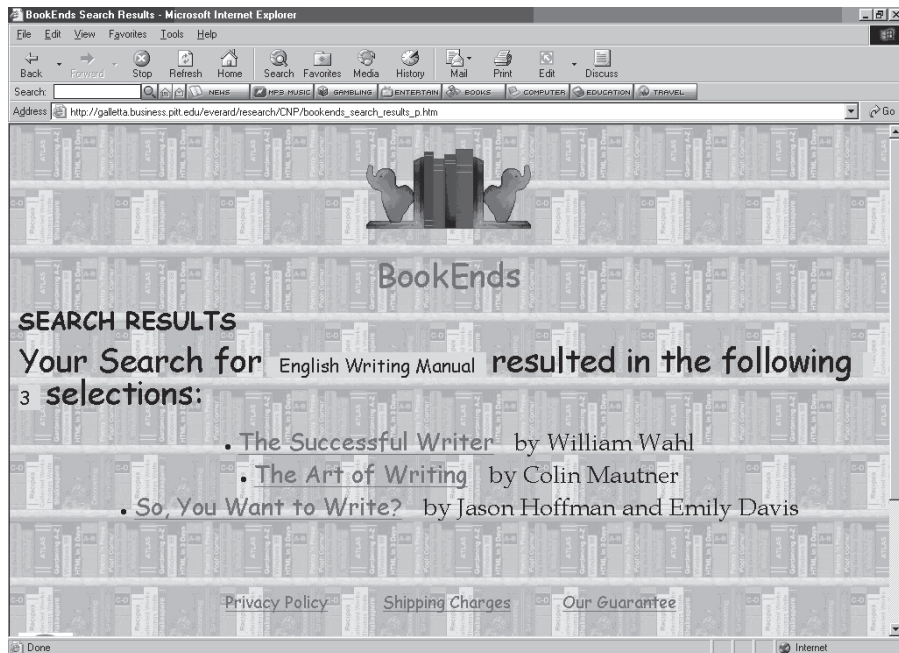 BookEnds Search Results - Microsoft Internet Explorer
File Edit View Favorites Tools Help
Back Forward Stop Refresh Home Search Favorites Media History Mail Print Edit Discuss
Search: NEWS MP3 MUSIC GAMBLING ENTERTAIN BOOKS COMPUTER EDUCATION TRAVEL
Address http://galletta.business.pitt.edu/everard/research/CNP/bookends_search_results_p.htm Go
BookEnds
SEARCH RESULTS
Your Search for English Writing Manual resulted in the following
3 selections:
• The Successful Writer by William Wahl
• The Art of Writing by Colin Mautner
• So, You Want to Write? by Jason Hoffman and Emily Davis
Privacy Policy Shipping Charges Our Guarantee
Done Internet